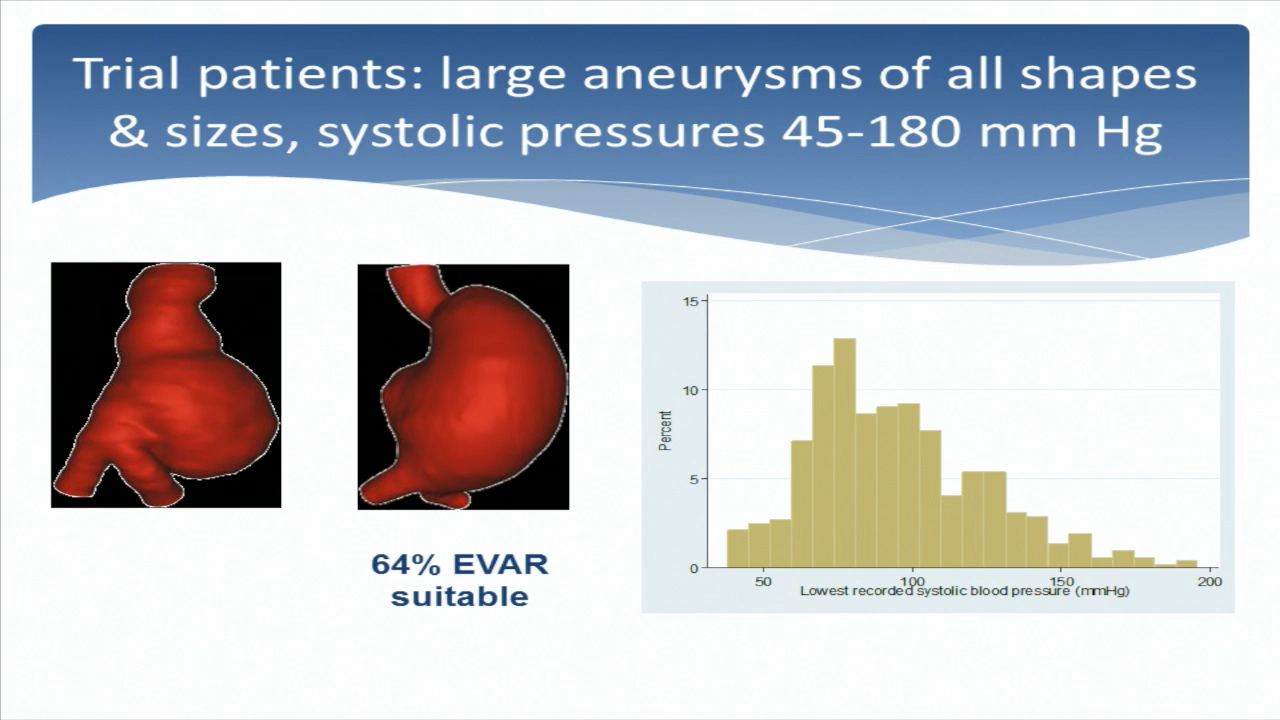 Trial patients: large aneurysms of all shapes
& sizes, systolic pressures 45-180 mm Hg
64% EVAR
suitable
15
10
5
0
Percent
50 100 150 200
Lowest recorded systolic blood pressure (mmHg)